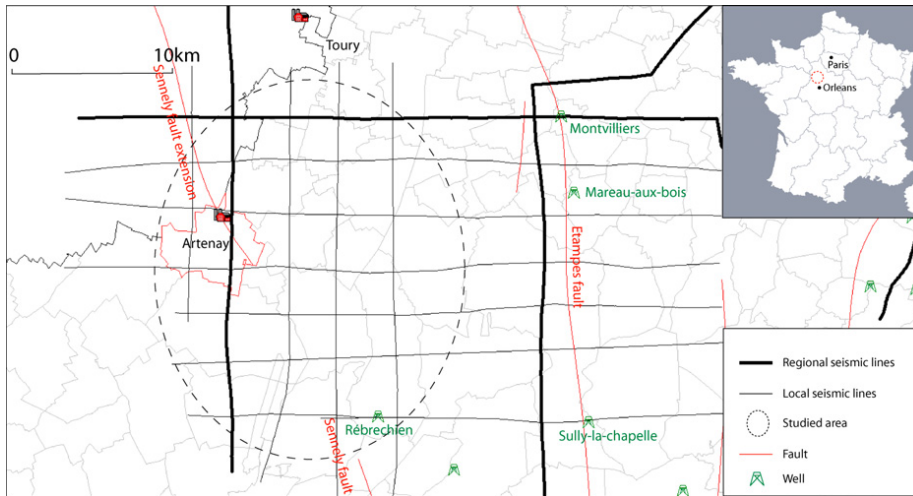 0
10km
Toury
Sennely fault extension
Montvilliers
Mareau-aux-bois
Artenay
Etampes fault
Rébrechien
Sennely fault
Sully-la-chapelle
Paris
Orleans
Regional seismic lines
Local seismic lines
Studied area
Fault
Well